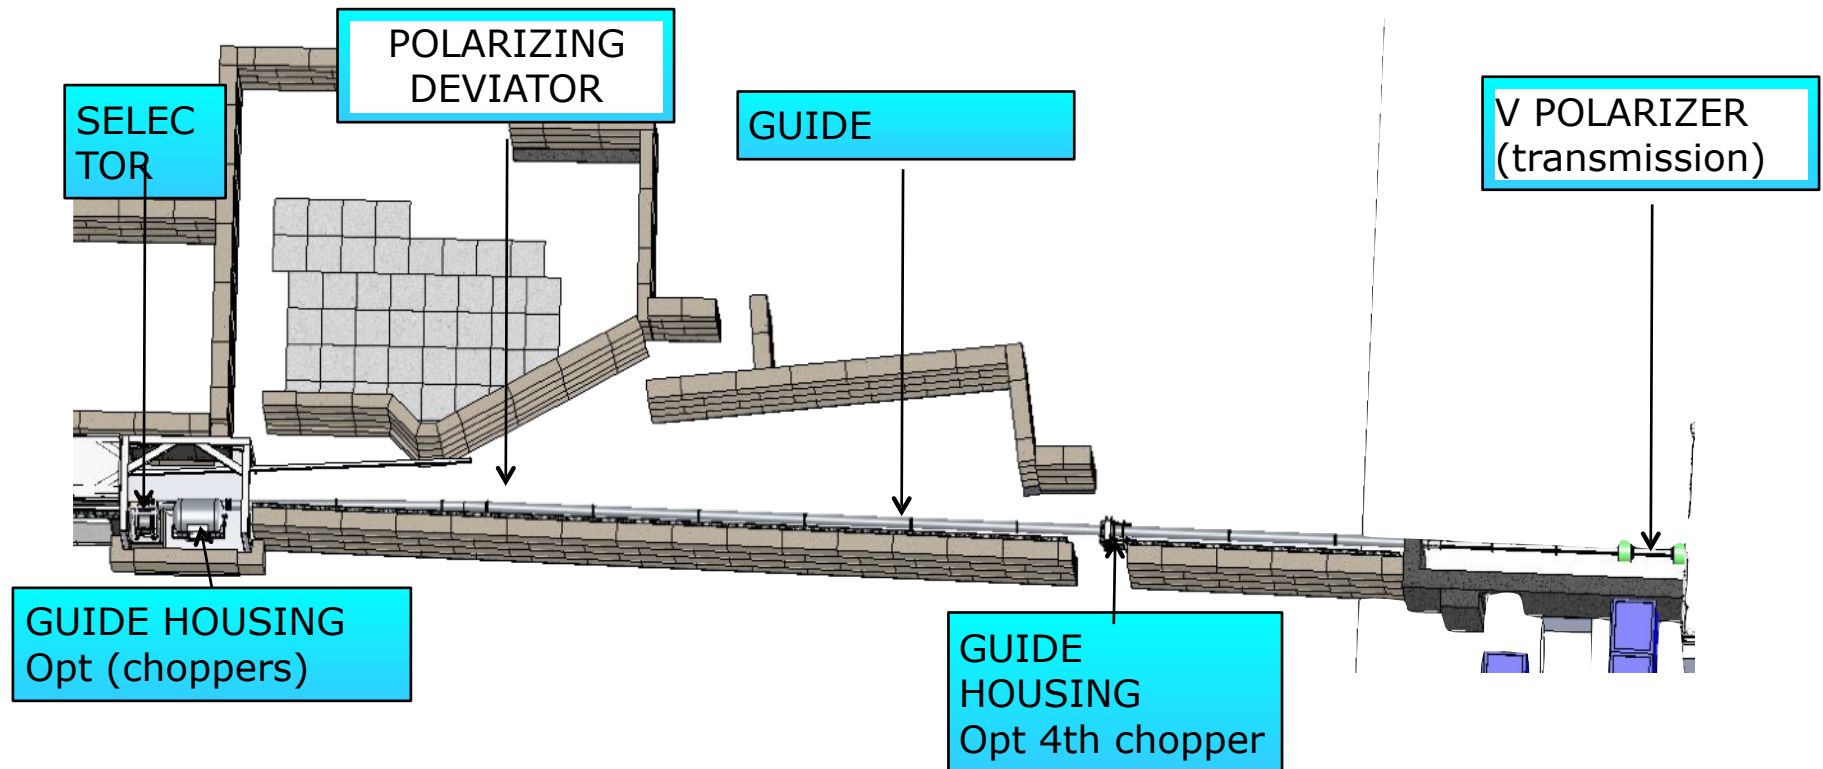 POLARIZING
DEVIATOR
SELEC
TOR
GUIDE
V POLARIZER
(transmission)
GUIDE HOUSING
Opt (choppers)
GUIDE
HOUSING
Opt 4th chopper